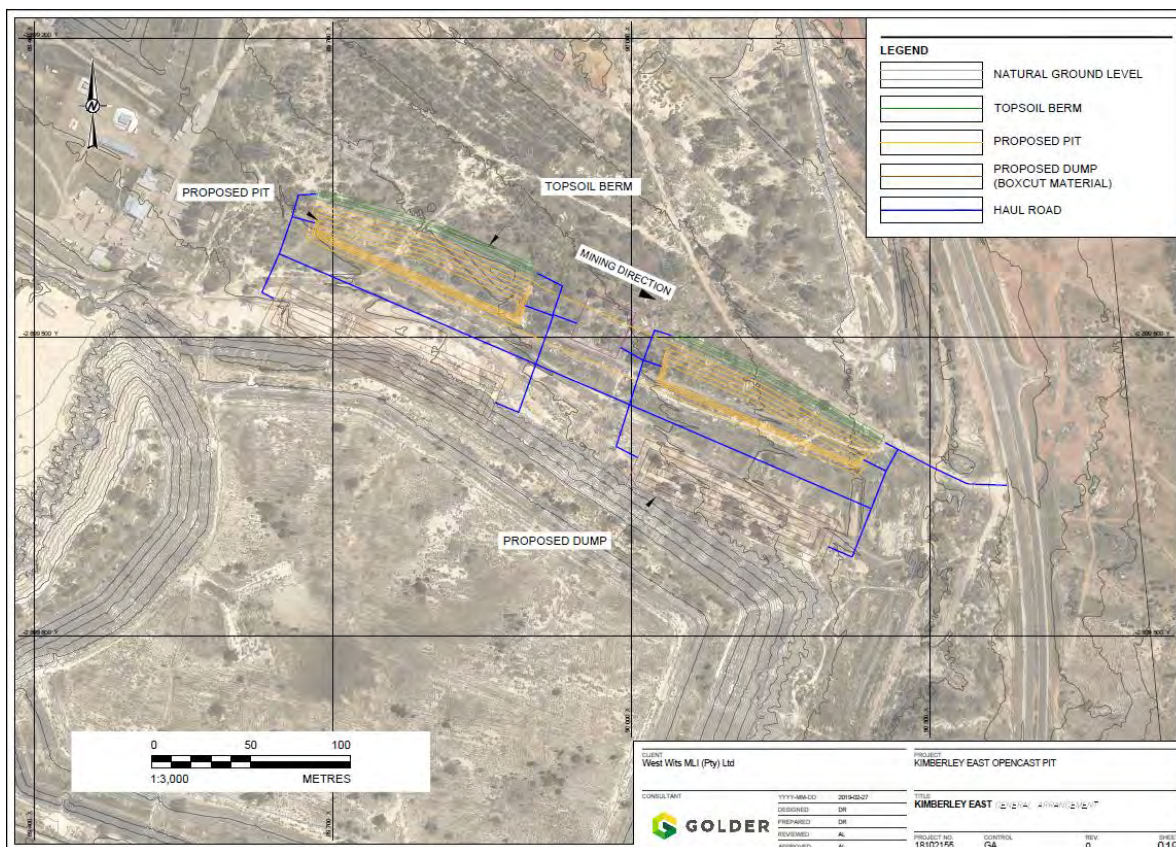 LEGEND
NATURAL GROUND LEVEL
TOPSOIL BERM
PROPOSED PIT
PROPOSED DUMP
(BOXCUT MATERIAL)
HAUL ROAD
N
PROPOSED PIT
TOPSOIL BERM
MINING DIRECTION
PROPOSED DUMP
0 50 100
1:3,000 METRES
CLIENT
West Wits MLI (Pty) Ltd
PROJECT
KIMBERLEY EAST OPENCAST PIT
CONSULTANT
GOLDER
YYYY-MM-DD 2019-02-27
DESIGNED DR
PREPARED DR
REVIEWED AL
APPROVED AL
TITLE
KIMBERLEY EAST GENERAL ARRANGEMENT
PROJECT NO. CONTROL REV.
18102155 GA 0